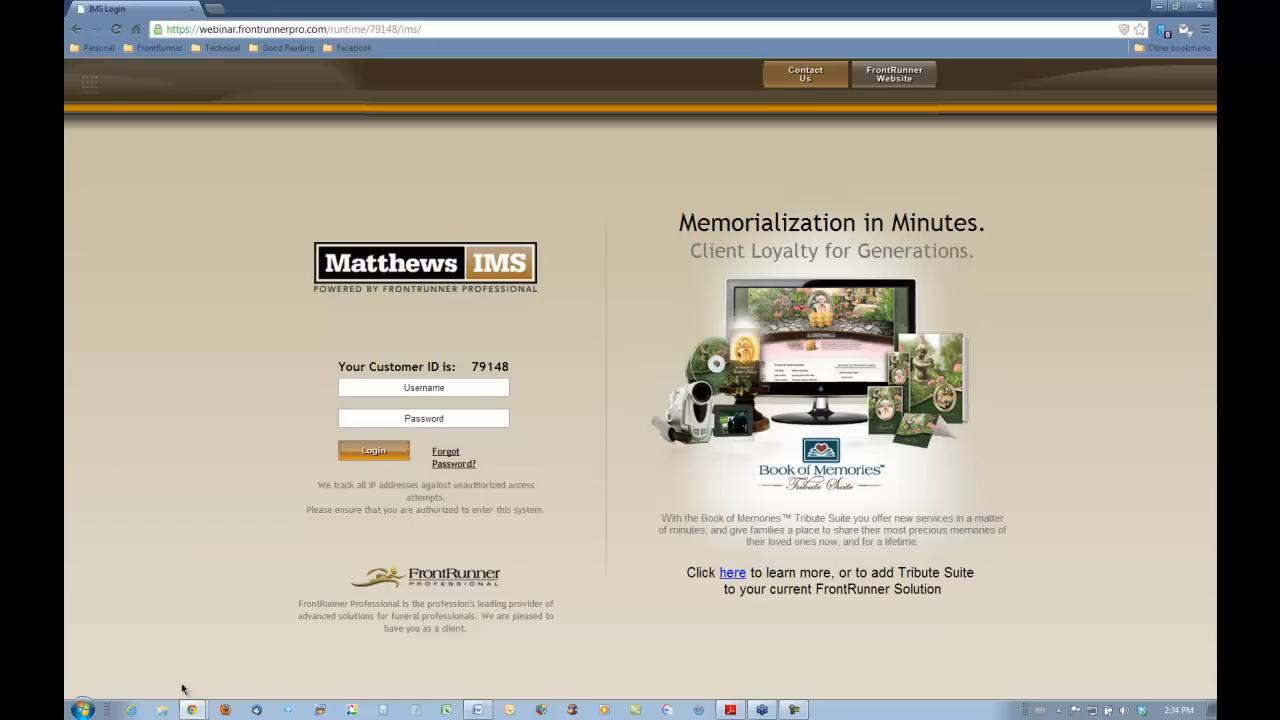 IMS Login
https://webinar.frontrunnerpro.com/runtime/79148/ims/
Personal FrontRunner Technical Good Reading Facebook Other bookmarks
Contact
Us
FrontRunner
Website
Matthews IMS
POWERED BY FRONTRUNNER PROFESSIONAL
Your Customer ID is: 79148
Username
Password
Login
Forgot
Password?
We track all IP addresses against unauthorized access
attempts.
Please ensure that you are authorized to enter this system.
FRONTRUNNER
PROFESSIONAL
FrontRunner Professional is the profession's leading provider of
advanced solutions for funeral professionals. We are pleased to
have you as a client.
Memorialization in Minutes.
Client Loyalty for Generations.
Book of Memories™
Tribute Suite
With the Book of Memories™ Tribute Suite you offer new services in a matter
of minutes, and give families a place to share their most precious memories of
their loved ones now, and for a lifetime.
Click here to learn more, or to add Tribute Suite
to your current FrontRunner Solution
2:34 PM